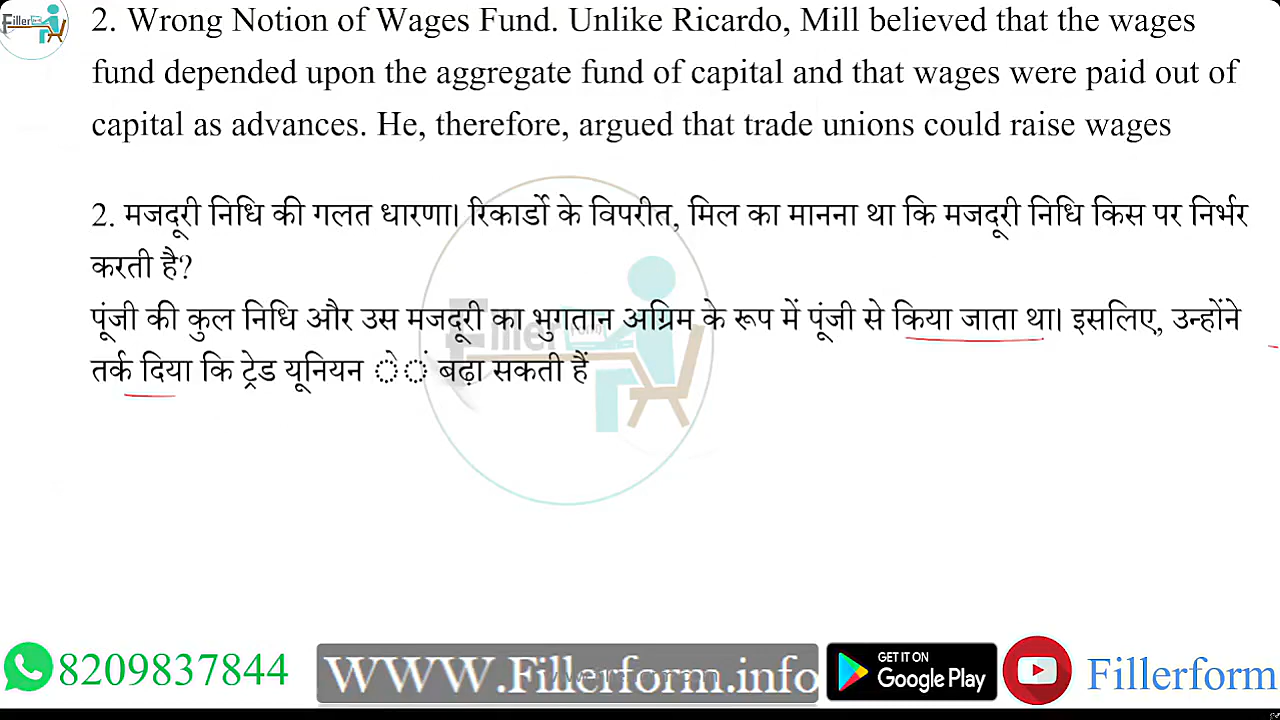 2. Wrong Notion of Wages Fund. Unlike Ricardo, Mill believed that the wages
fund depended upon the aggregate fund of capital and that wages were paid out of
capital as advances. He, therefore, argued that trade unions could raise wages
2. मजदूरी निधि की गलत धारणा। रिकार्डो के विपरीत, मिल का मानना था कि मजदूरी निधि किस पर निर्भर
करती है?
पूंजी की कुल निधि और उस मजदूरी का भुगतान अग्रिम के रूप में पूंजी से किया जाता था। इसलिए, उन्होंने
तर्क दिया कि ट्रेड यूनियन े ं बढ़ा सकती हैं
8209837844
WWW.Fillerform.info
GET IT ON
Google Play
Fillerform